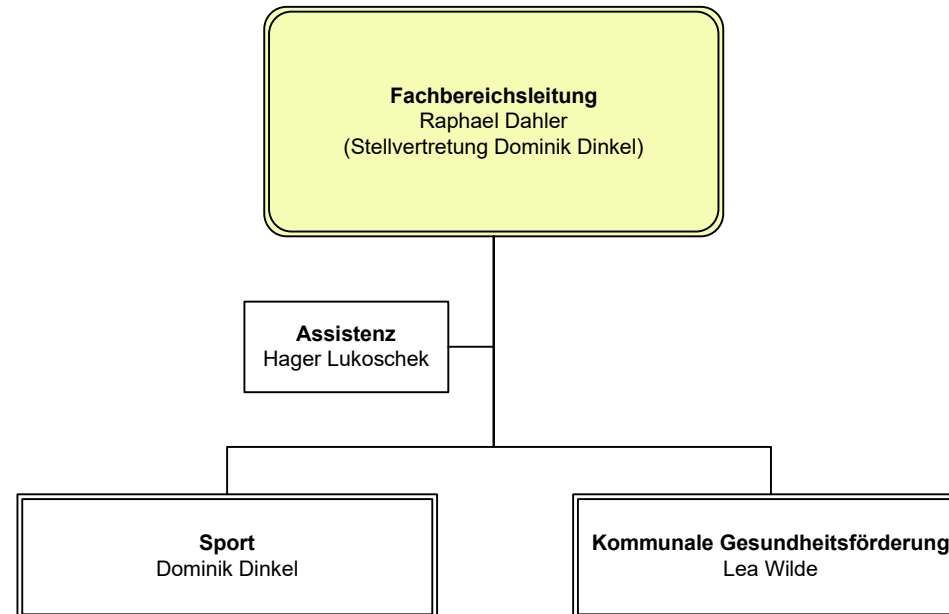 Fachbereichsleitung
Raphael Dahler
(Stellvertretung Dominik Dinkel)
Assistenz
Hager Lukoschek
Sport
Dominik Dinkel
Kommunale Gesundheitsförderung
Lea Wilde